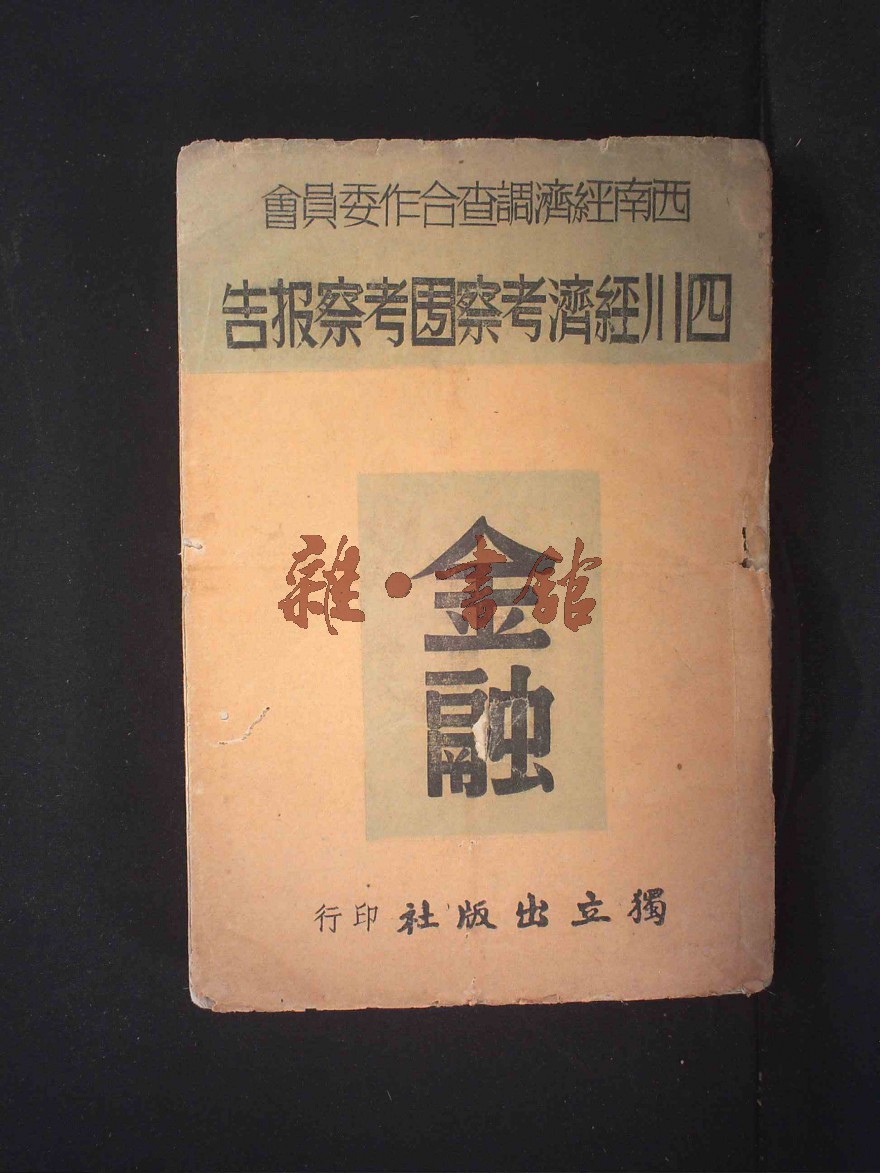 西南經濟調查合作委員會
四川經濟考察团考察报告
金融
雜·書館
獨立出版社印行